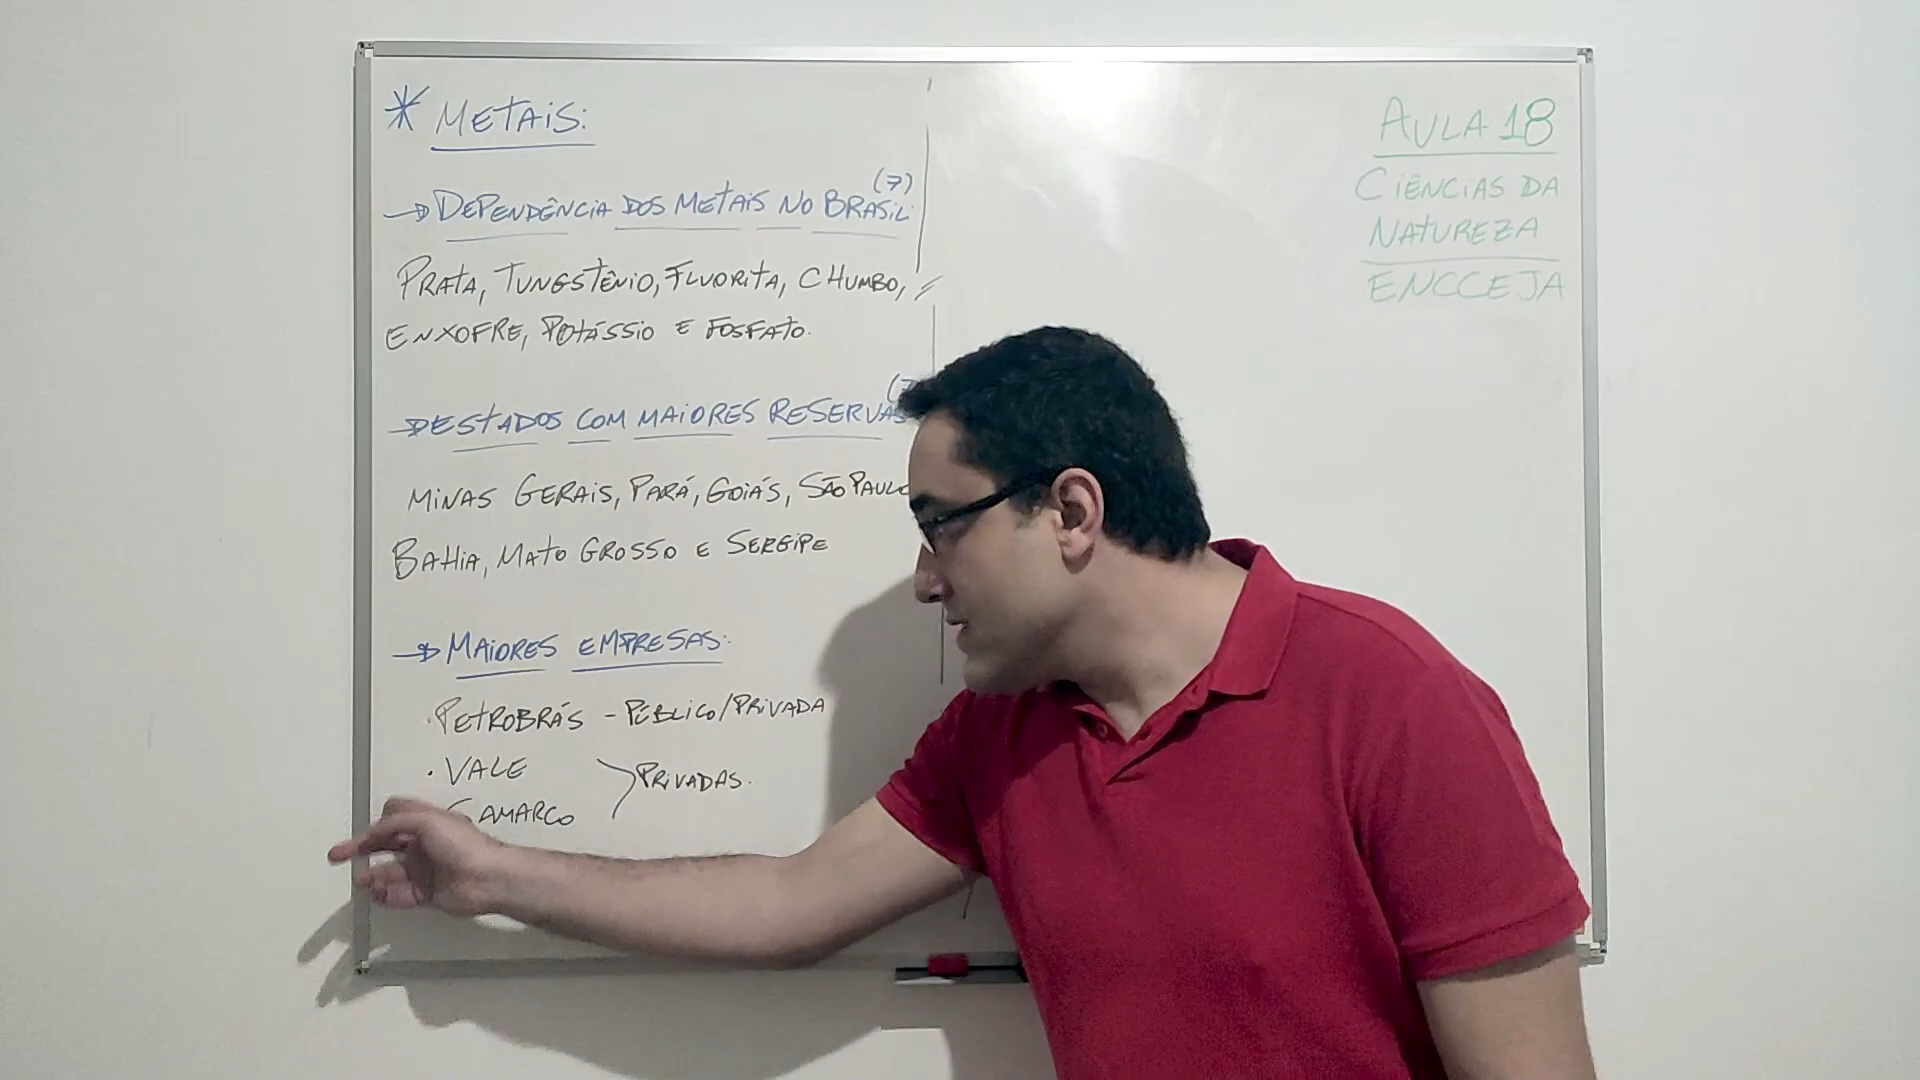 * METAIS:
(7)
→ DEPENDÊNCIA DOS METAIS NO BRASIL:
PRATA, TUNGSTÊNIO, FLUORITA, CHUMBO, //
ENXOFRE, POTÁSSIO E FOSFATO.
→ ESTADOS COM MAIORES RESERVAS
MINAS GERAIS, PARÁ, GOIÁS, SÃO PAULO
BAHIA, MATO GROSSO E SERGIPE
→ MAIORES EMPRESAS:
• PETROBRÁS - PÚBLICO/PRIVADA
• VALE
SAMARCO
PRIVADAS.
AULA 18
CIÊNCIAS DA
NATUREZA
ENCCEJA